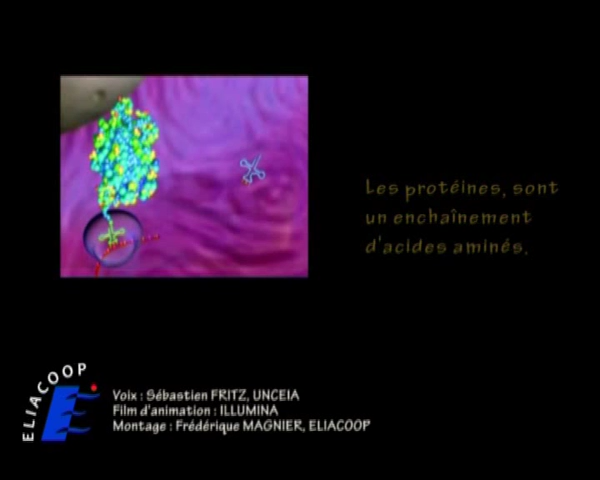 Les protéines, sont
un enchaînement
d'acides aminés.
ELIACOOP
Voix : Sébastien FRITZ, UNCEIA
Film d'animation : ILLUMINA
Montage : Frédérique MAGNIER, ELIACOOP